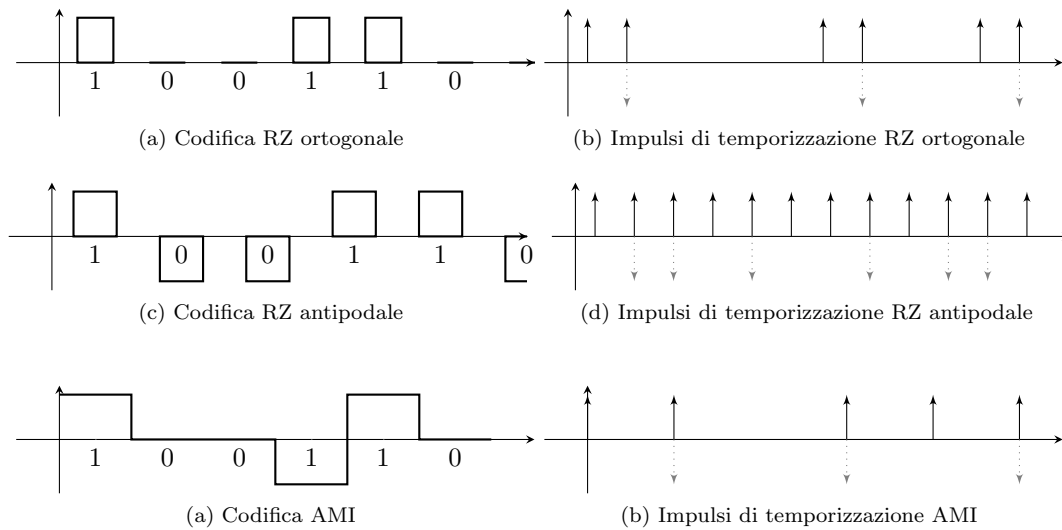 1 0 0 1 1 0
(a) Codifica RZ ortogonale
(b) Impulsi di temporizzazione RZ ortogonale
1 0 0 1 1 0
(c) Codifica RZ antipodale
(d) Impulsi di temporizzazione RZ antipodale
1 0 0 1 1 0
(a) Codifica AMI
(b) Impulsi di temporizzazione AMI